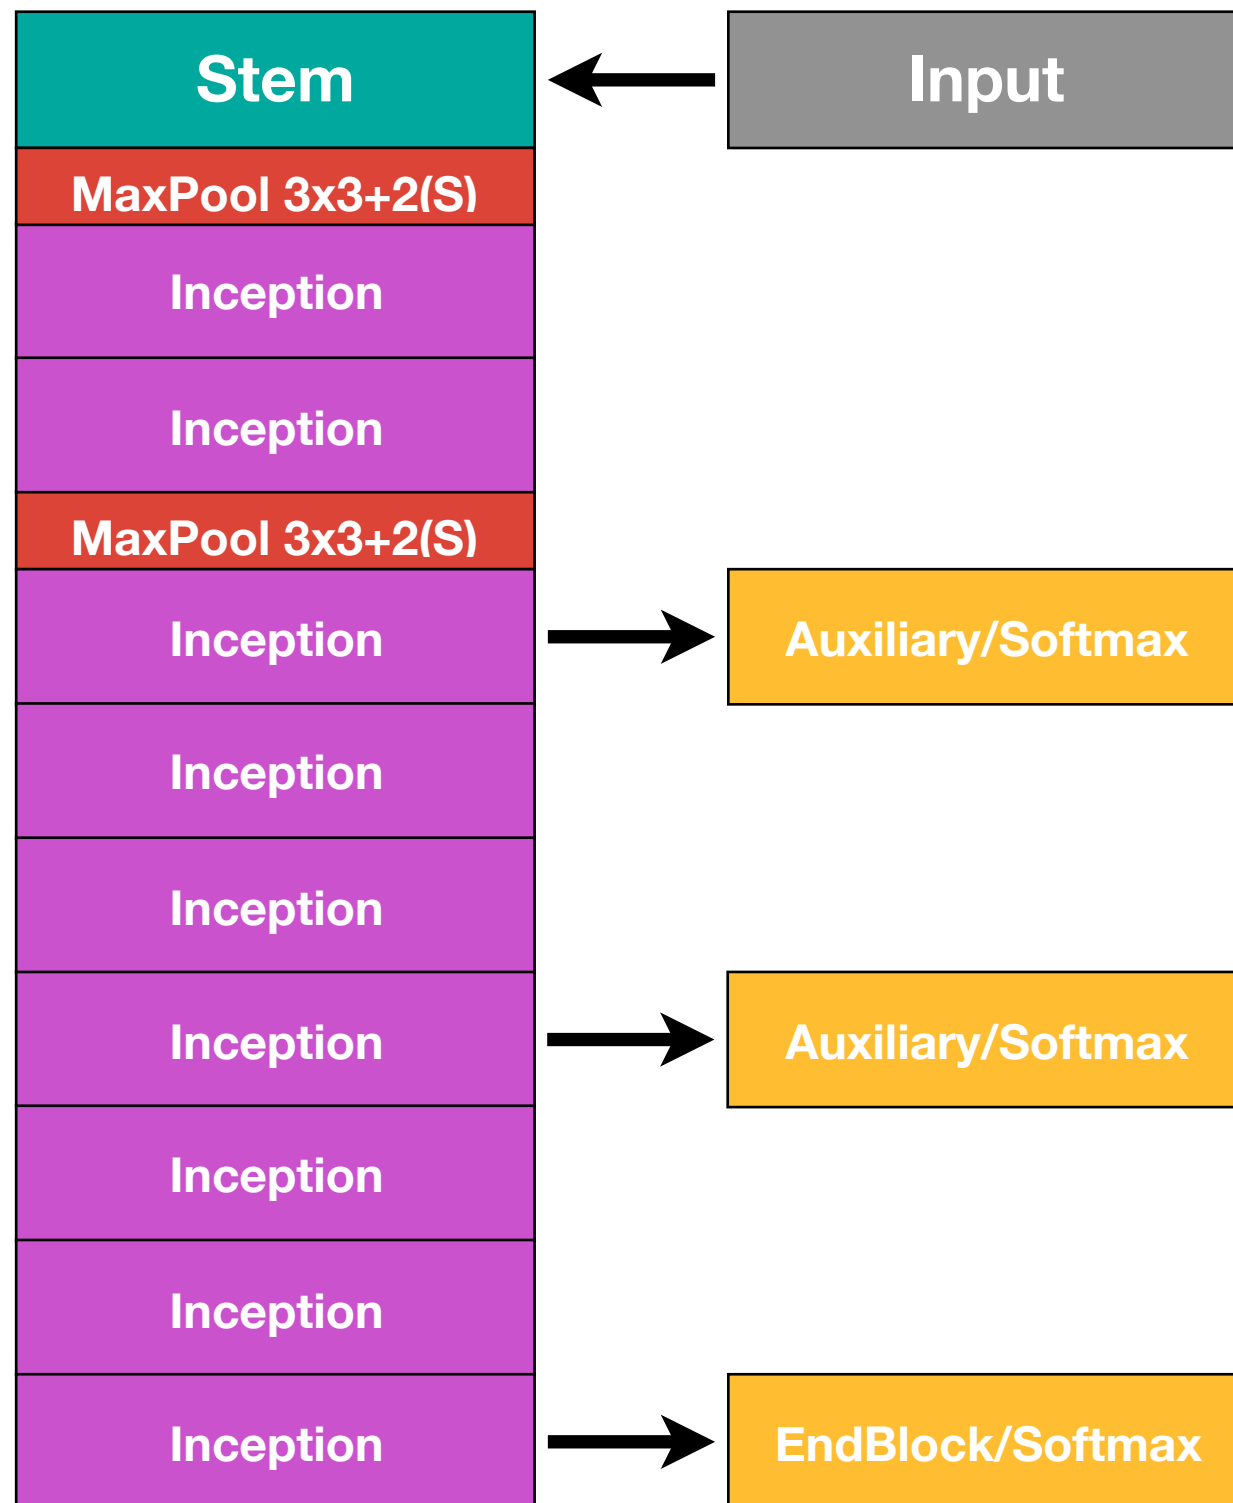 Stem
Input
MaxPool 3x3+2(S)
Inception
Inception
MaxPool 3x3+2(S)
Inception
Auxiliary/Softmax
Inception
Inception
Inception
Auxiliary/Softmax
Inception
Inception
Inception
EndBlock/Softmax